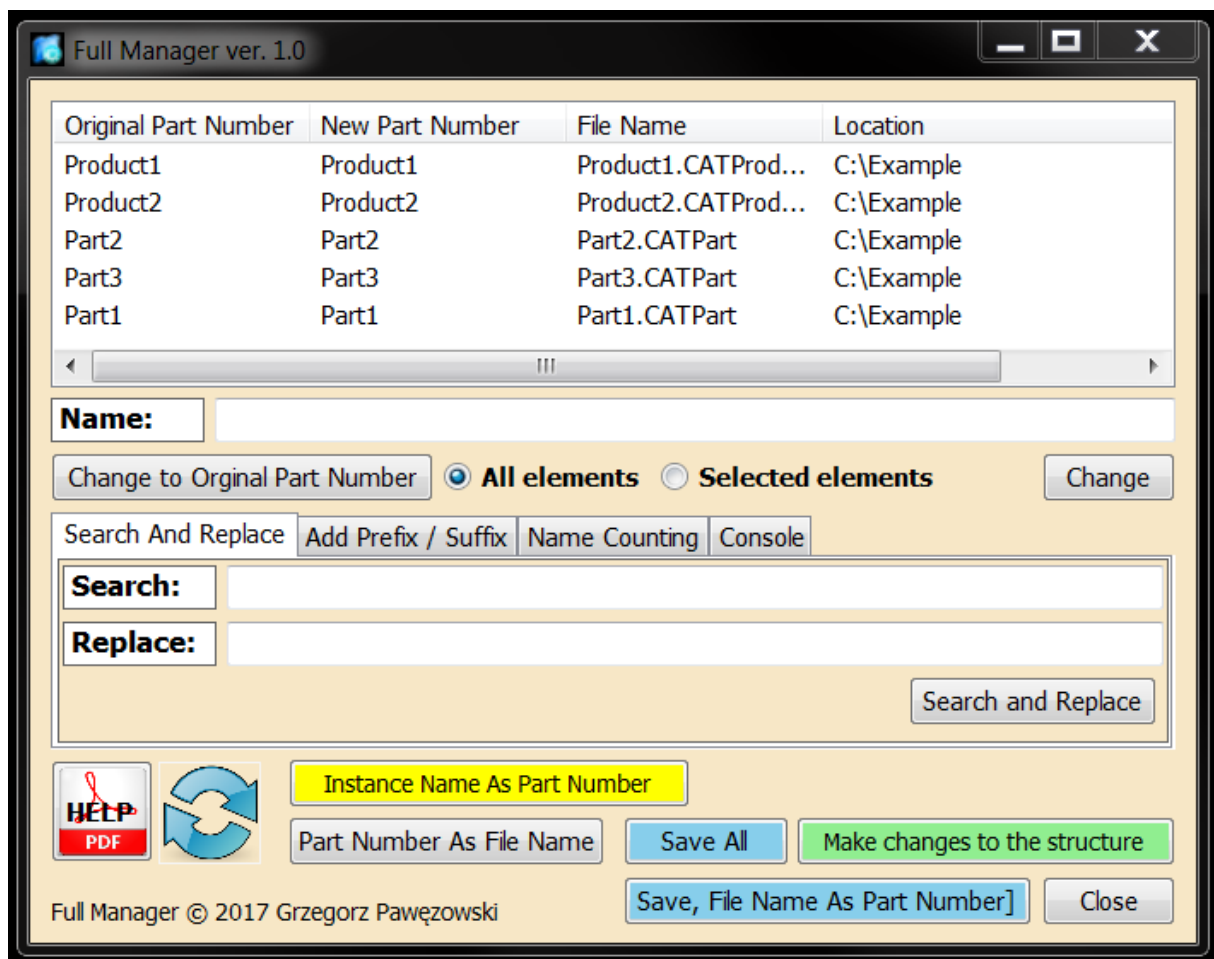 Full Manager ver. 1.0
Original Part Number New Part Number File Name Location
Product1 Product1 Product1.CATProd... C:\Example
Product2 Product2 Product2.CATProd... C:\Example
Part2 Part2 Part2.CATPart C:\Example
Part3 Part3 Part3.CATPart C:\Example
Part1 Part1 Part1.CATPart C:\Example
Name:
Change to Orginal Part Number All elements Selected elements Change
Search And Replace Add Prefix / Suffix Name Counting Console
Search:
Replace:
Search and Replace
HELP
PDF
Instance Name As Part Number
Part Number As File Name Save All Make changes to the structure
Full Manager © 2017 Grzegorz Pawęzowski Save, File Name As Part Number] Close